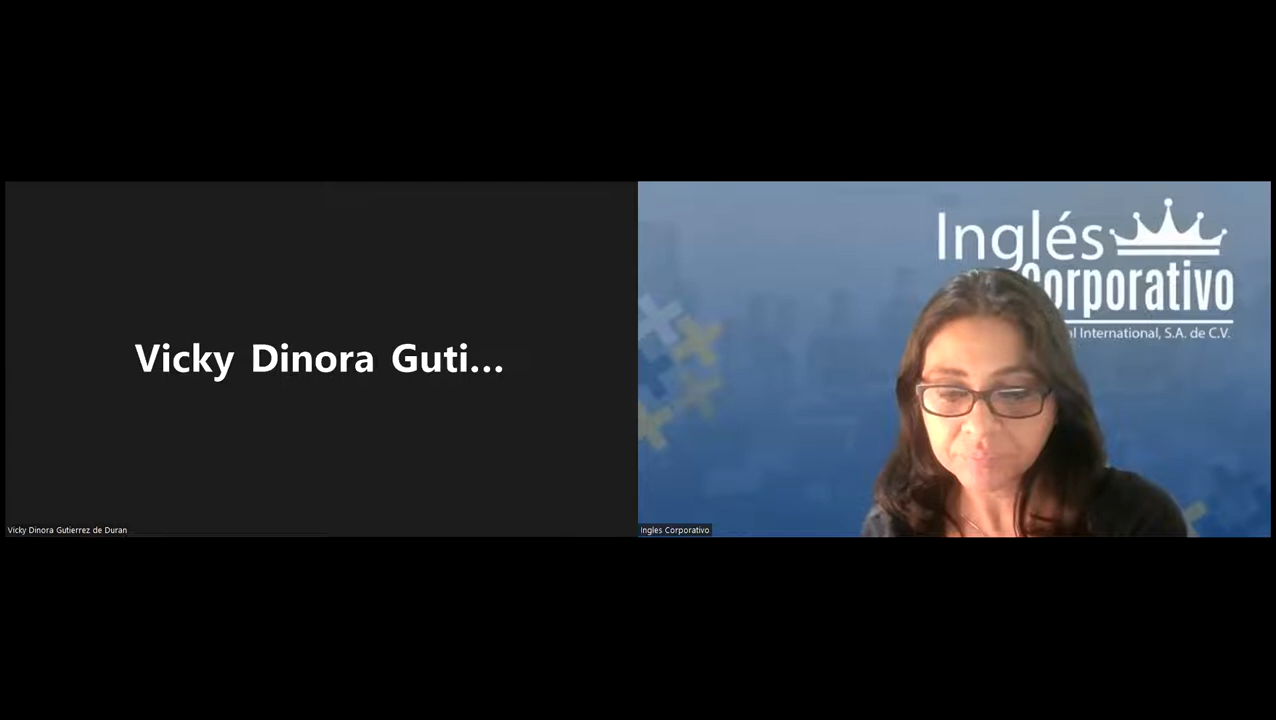 Vicky Dinora Guti...
Vicky Dinora Gutierrez de Duran
Inglés
Corporativo
al International, S.A. de C.V.
Ingles Corporativo